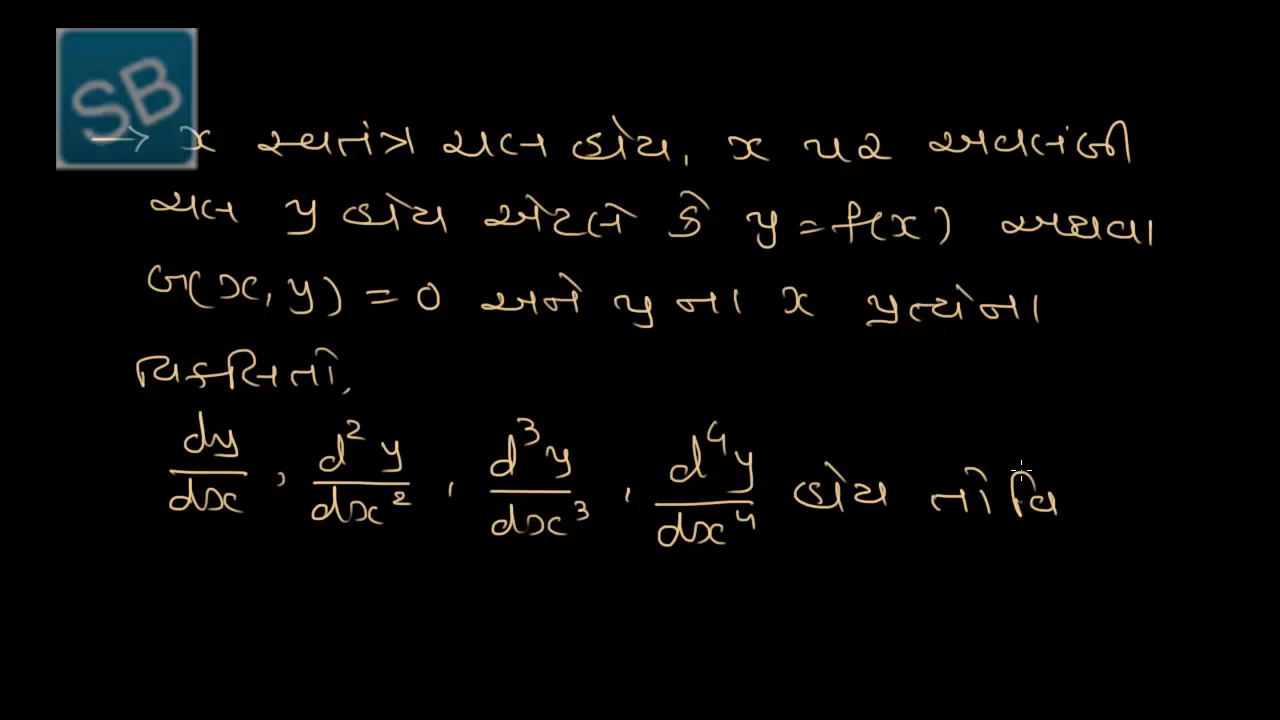 SB
→ x સ્વતંત્ર ચલ હોય, x પર અવલંબી
ચલ y હોય એટલે કે y = f(x) અથવા
G(x, y) = 0 અને y ના x પ્રત્યેના
વિકલિતો,
dy/dx , d²y/dx² , d³y/dx³ , d⁴y/dx⁴ હોય તો વિ